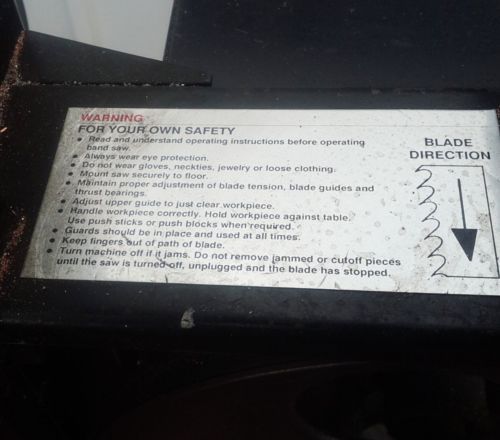 WARNING
FOR YOUR OWN SAFETY
• Read and understand operating instructions before operating
band saw.
• Always wear eye protection.
• Do not wear gloves, neckties, jewelry or loose clothing.
• Mount saw securely to floor.
• Maintain proper adjustment of blade tension, blade guides and
thrust bearings.
• Adjust upper guide to just clear workpiece.
• Handle workpiece correctly. Hold workpiece against table.
Use push sticks or push blocks when required.
• Guards should be in place and used at all times.
• Keep fingers out of path of blade.
• Turn machine off if it jams. Do not remove jammed or cutoff pieces
until the saw is turned off, unplugged and the blade has stopped.
BLADE
DIRECTION